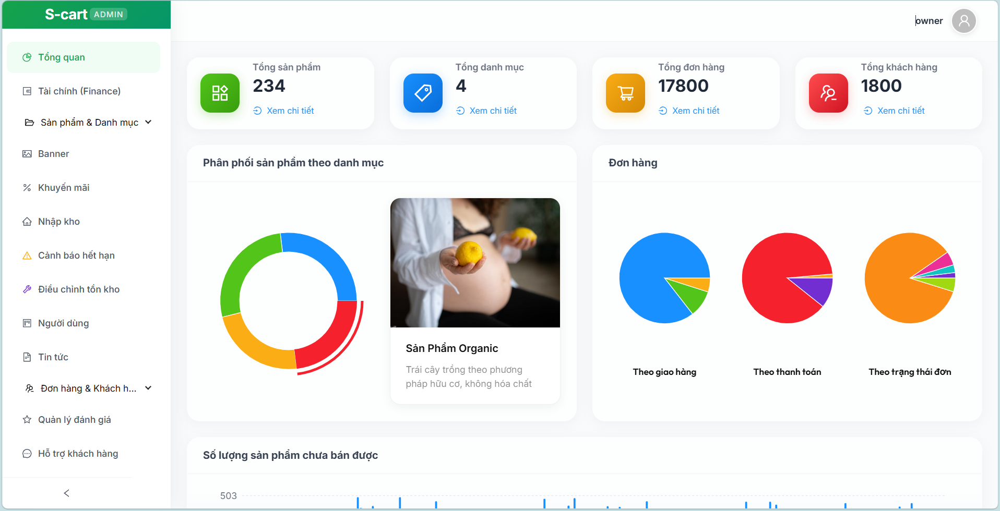 S-cart ADMIN
owner
Tổng quan
Tài chính (Finance)
Sản phẩm & Danh mục
Banner
Khuyến mãi
Nhập kho
Cảnh báo hết hạn
Điều chỉnh tồn kho
Người dùng
Tin tức
Đơn hàng & Khách h...
Quản lý đánh giá
Hỗ trợ khách hàng
Tổng sản phẩm
234
Xem chi tiết
Tổng danh mục
4
Xem chi tiết
Tổng đơn hàng
17800
Xem chi tiết
Tổng khách hàng
1800
Xem chi tiết
Phân phối sản phẩm theo danh mục
Sản Phẩm Organic
Trái cây trồng theo phương
pháp hữu cơ, không hóa chất
Đơn hàng
Theo giao hàng
Theo thanh toán
Theo trạng thái đơn
Số lượng sản phẩm chưa bán được
503